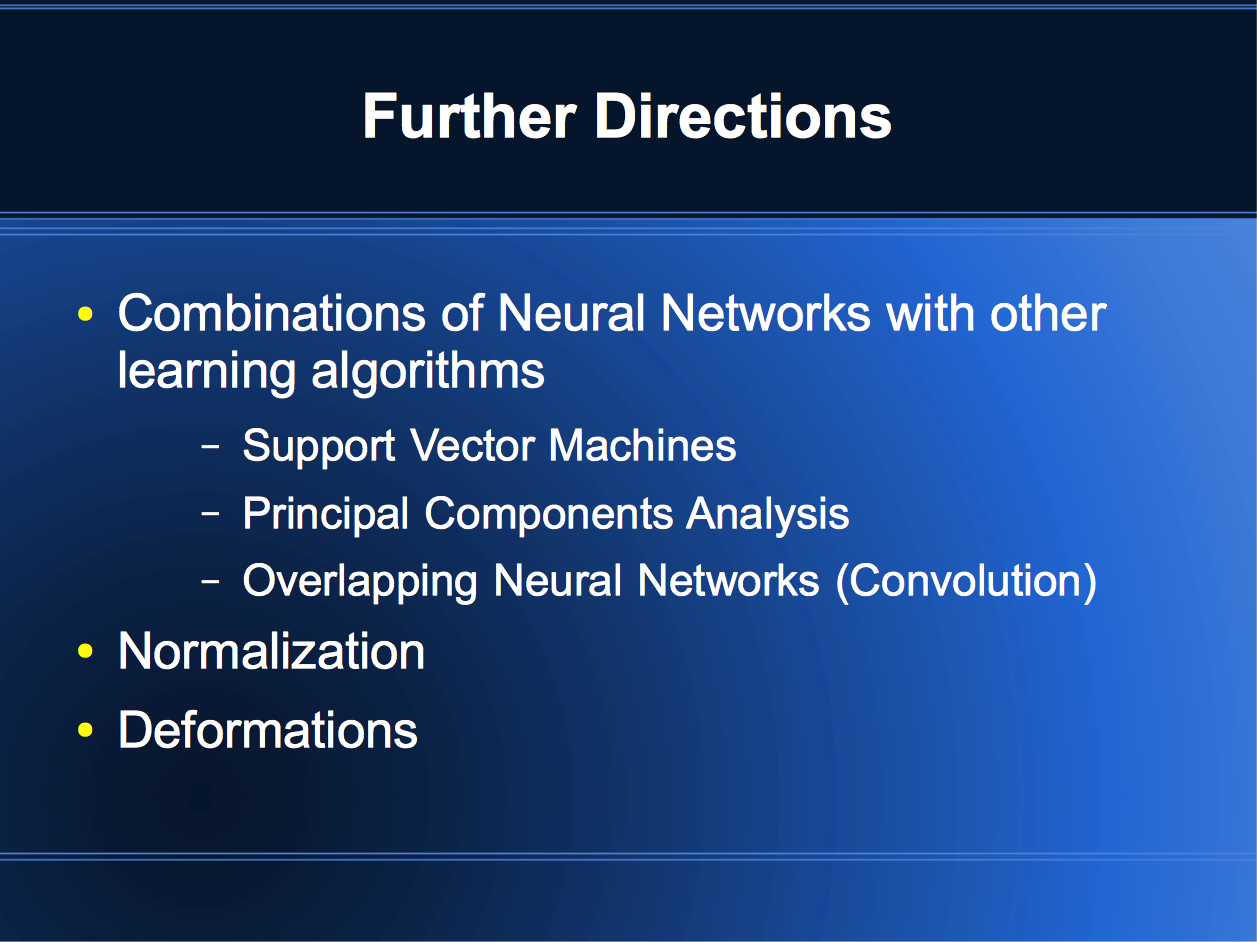 Further Directions
• Combinations of Neural Networks with other
learning algorithms
– Support Vector Machines
– Principal Components Analysis
– Overlapping Neural Networks (Convolution)
• Normalization
• Deformations